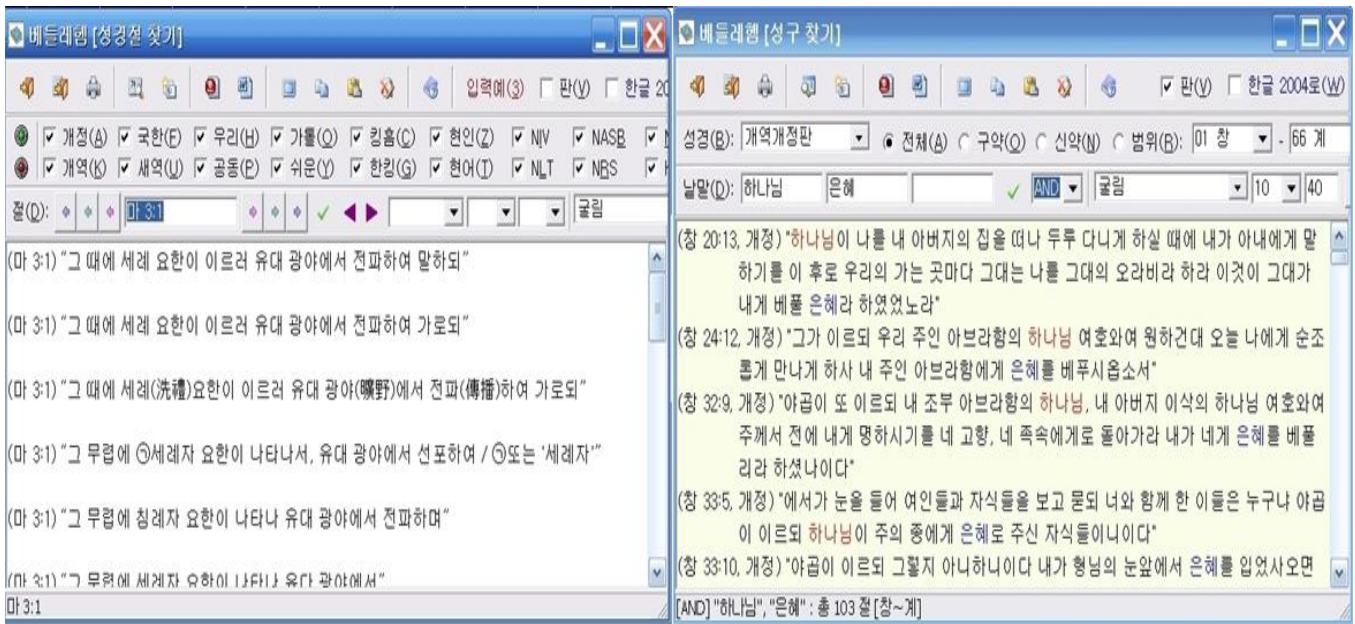 베들레헴 [성경절 찾기]
입력예(3) 판(V) 한글 20
개정(A) 국한(F) 우리(H) 가톨(O) 킹흠(C) 현인(Z) NIV NASB
개역(K) 새역(U) 공동(P) 쉬운(Y) 한킹(G) 현어(T) NLT NRS
절(D): 마 3:1 굴림
(마 3:1) “그 때에 세례 요한이 이르러 유대 광야에서 전파하여 말하되”
(마 3:1) “그 때에 세례 요한이 이르러 유대 광야에서 전파하여 가로되”
(마 3:1) “그 때에 세례(洗禮)요한이 이르러 유대 광야(曠野)에서 전파(傳播)하여 가로되”
(마 3:1) “그 무렵에 ㉠세례자 요한이 나타나서, 유대 광야에서 선포하여 / ㉠또는 '세례자'”
(마 3:1) “그 무렵에 침례자 요한이 나타나 유대 광야에서 전파하며”
(마 3:1) “그 무렵에 세례자 요한이 나타나 유다 광야에서”
마 3:1
베들레헴 [성구 찾기]
판(V) 한글 2004로(W)
성경(B): 개역개정판 전체(A) 구약(O) 신약(N) 범위(R): 01 창 - 66 계
낱말(D): 하나님 은혜 AND 굴림 10 40
(창 20:13, 개정) "하나님이 나를 내 아버지의 집을 떠나 두루 다니게 하실 때에 내가 아내에게 말
하기를 이 후로 우리의 가는 곳마다 그대는 나를 그대의 오라비라 하라 이것이 그대가
내게 베풀 은혜라 하였었노라"
(창 24:12, 개정) "그가 이르되 우리 주인 아브라함의 하나님 여호와여 원하건대 오늘 나에게 순조
롭게 만나게 하사 내 주인 아브라함에게 은혜를 베푸시옵소서"
(창 32:9, 개정) "야곱이 또 이르되 내 조부 아브라함의 하나님, 내 아버지 이삭의 하나님 여호와여
주께서 전에 내게 명하시기를 네 고향, 네 족속에게로 돌아가라 내가 네게 은혜를 베풀
리라 하셨나이다"
(창 33:5, 개정) "에서가 눈을 들어 여인들과 자식들을 보고 묻되 너와 함께 한 이들은 누구냐 야곱
이 이르되 하나님이 주의 종에게 은혜로 주신 자식들이니이다"
(창 33:10, 개정) "야곱이 이르되 그렇지 아니하니이다 내가 형님의 눈앞에서 은혜를 입었사오면
[AND] "하나님", "은혜" : 총 103 절 [창~계]